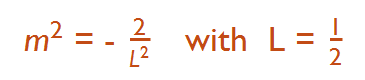 m² = - 2/L² with L = 1/2